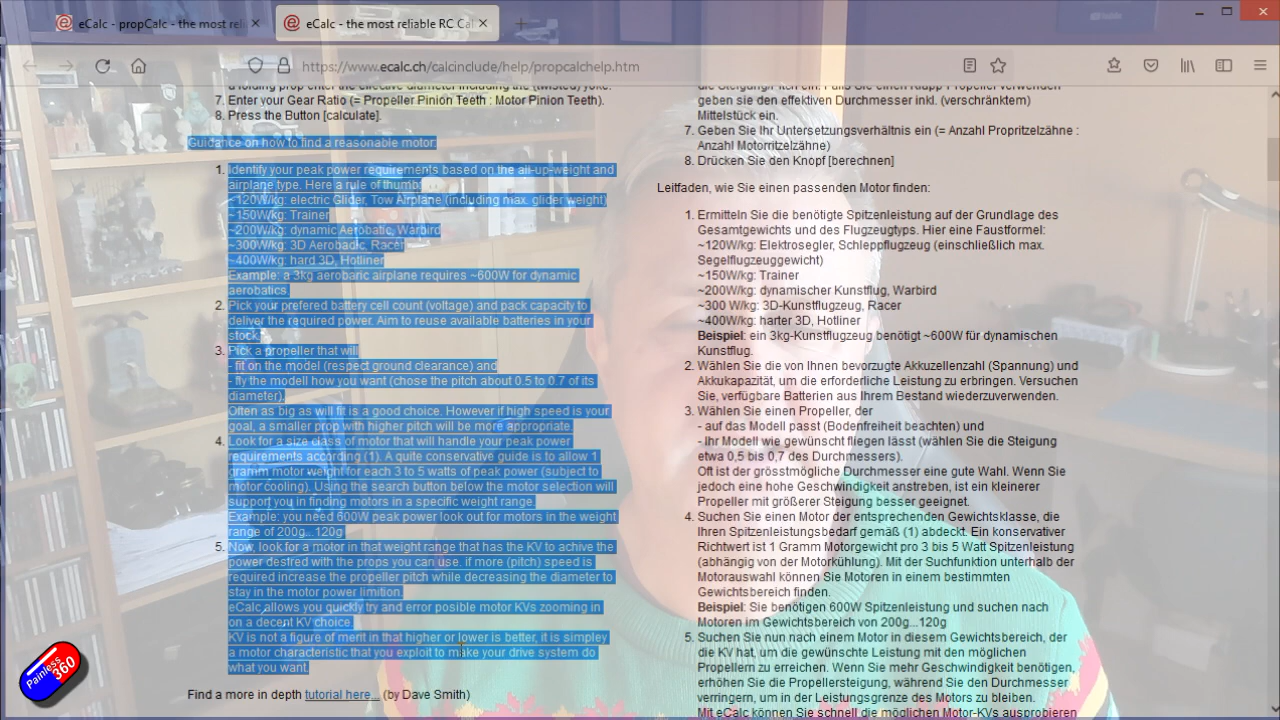 eCalc - propCalc - the most reli
eCalc - the most reliable RC Cal
https://www.ecalc.ch/calcinclude/help/propcalchelp.htm
a folding prop enter the effective diameter including the (twisted) yoke.
7. Enter your Gear Ratio (= Propeller Pinion Teeth : Motor Pinion Teeth).
8. Press the Button [calculate].
Guidance on how to find a reasonable motor:
1. Identify your peak power requirements based on the all-up-weight and
airplane type. Here a rule of thumb:
~120W/kg: electric Glider, Tow Airplane (including max. glider weight)
~150W/kg: Trainer
~200W/kg: dynamic Aerobatic, Warbird
~300W/kg: 3D Aerobadic, Racer
~400W/kg: hard 3D, Hotliner
Example: a 3kg aerobaric airplane requires ~600W for dynamic
aerobatics.
2. Pick your prefered battery cell count (voltage) and pack capacity to
deliver the required power. Aim to reuse available batteries in your
stock.
3. Pick a propeller that will
- fit on the model (respect ground clearance) and
- fly the modell how you want (chose the pitch about 0.5 to 0.7 of its
diameter).
Often as big as will fit is a good choice. However if high speed is your
goal, a smaller prop with higher pitch will be more appropriate.
4. Look for a size class of motor that will handle your peak power
requirements according (1). A quite conservative guide is to allow 1
gramm motor weight for each 3 to 5 watts of peak power (subject to
motor cooling). Using the search button below the motor selection will
support you in finding motors in a specific weight range.
Example: you need 600W peak power look out for motors in the weight
range of 200g...120g
5. Now, look for a motor in that weight range that has the KV to achive the
power desitred with the props you can use. if more (pitch) speed is
required increase the propeller pitch while decreasing the diameter to
stay in the motor power limition.
eCalc allows you quickly try and error posible motor KVs zooming in
on a decent KV choice.
KV is not a figure of merit in that higher or lower is better, it is simpley
a motor characteristic that you exploit to make your drive system do
what you want.
Find a more in depth tutorial here... (by Dave Smith)
die Steigung/ ein. Falls Sie einen Klapp-Propeller verwenden
geben sie den effektiven Durchmesser inkl. (verschränktem)
Mittelstück ein.
7. Geben Sie Ihr Untersetzungsverhältnis ein (= Anzahl Propritzelzähne :
Anzahl Motorritzelzähne)
8. Drücken Sie den Knopf [berechnen]
Leitfaden, wie Sie einen passenden Motor finden:
1. Ermitteln Sie die benötigte Spitzenleistung auf der Grundlage des
Gesamtgewichts und des Flugzeugtyps. Hier eine Faustformel:
~120W/kg: Elektrosegler, Schleppflugzeug (einschließlich max.
Segelflugzeuggewicht)
~150W/kg: Trainer
~200W/kg: dynamischer Kunstflug, Warbird
~300 W/kg: 3D-Kunstflugzeug, Racer
~400W/kg: harter 3D, Hotliner
Beispiel: ein 3kg-Kunstflugzeug benötigt ~600W für dynamischen
Kunstflug.
2. Wählen Sie die von Ihnen bevorzugte Akkuzellenzahl (Spannung) und
Akkukapazität, um die erforderliche Leistung zu erbringen. Versuchen
Sie, verfügbare Batterien aus Ihrem Bestand wiederzuverwenden.
3. Wählen Sie einen Propeller, der
- auf das Modell passt (Bodenfreiheit beachten) und
- Ihr Modell wie gewünscht fliegen lässt (wählen Sie die Steigung
etwa 0,5 bis 0,7 des Durchmessers).
Oft ist der grösstmögliche Durchmesser eine gute Wahl. Wenn Sie
jedoch eine hohe Geschwindigkeit anstreben, ist ein kleinerer
Propeller mit größerer Steigung besser geeignet.
4. Suchen Sie einen Motor der entsprechenden Gewichtsklasse, die
Ihren Spitzenleistungsbedarf gemäß (1) abdeckt. Ein konservativer
Richtwert ist 1 Gramm Motorgewicht pro 3 bis 5 Watt Spitzenleistung
(abhängig von der Motorkühlung). Mit der Suchfunktion unterhalb der
Motorauswahl können Sie Motoren in einem bestimmten
Gewichtsbereich finden.
Beispiel: Sie benötigen 600W Spitzenleistung und suchen nach
Motoren im Gewichtsbereich von 200g...120g
5. Suchen Sie nun nach einem Motor in diesem Gewichtsbereich, der
die KV hat, um die gewünschte Leistung mit den möglichen
Propellern zu erreichen. Wenn Sie mehr Geschwindigkeit benötigen,
erhöhen Sie die Propellersteigung, während Sie den Durchmesser
verringern, um in der Leistungsgrenze des Motors zu bleiben.
Mit eCalc können Sie schnell die möglichen Motor-KVs ausprobieren
Painless
360